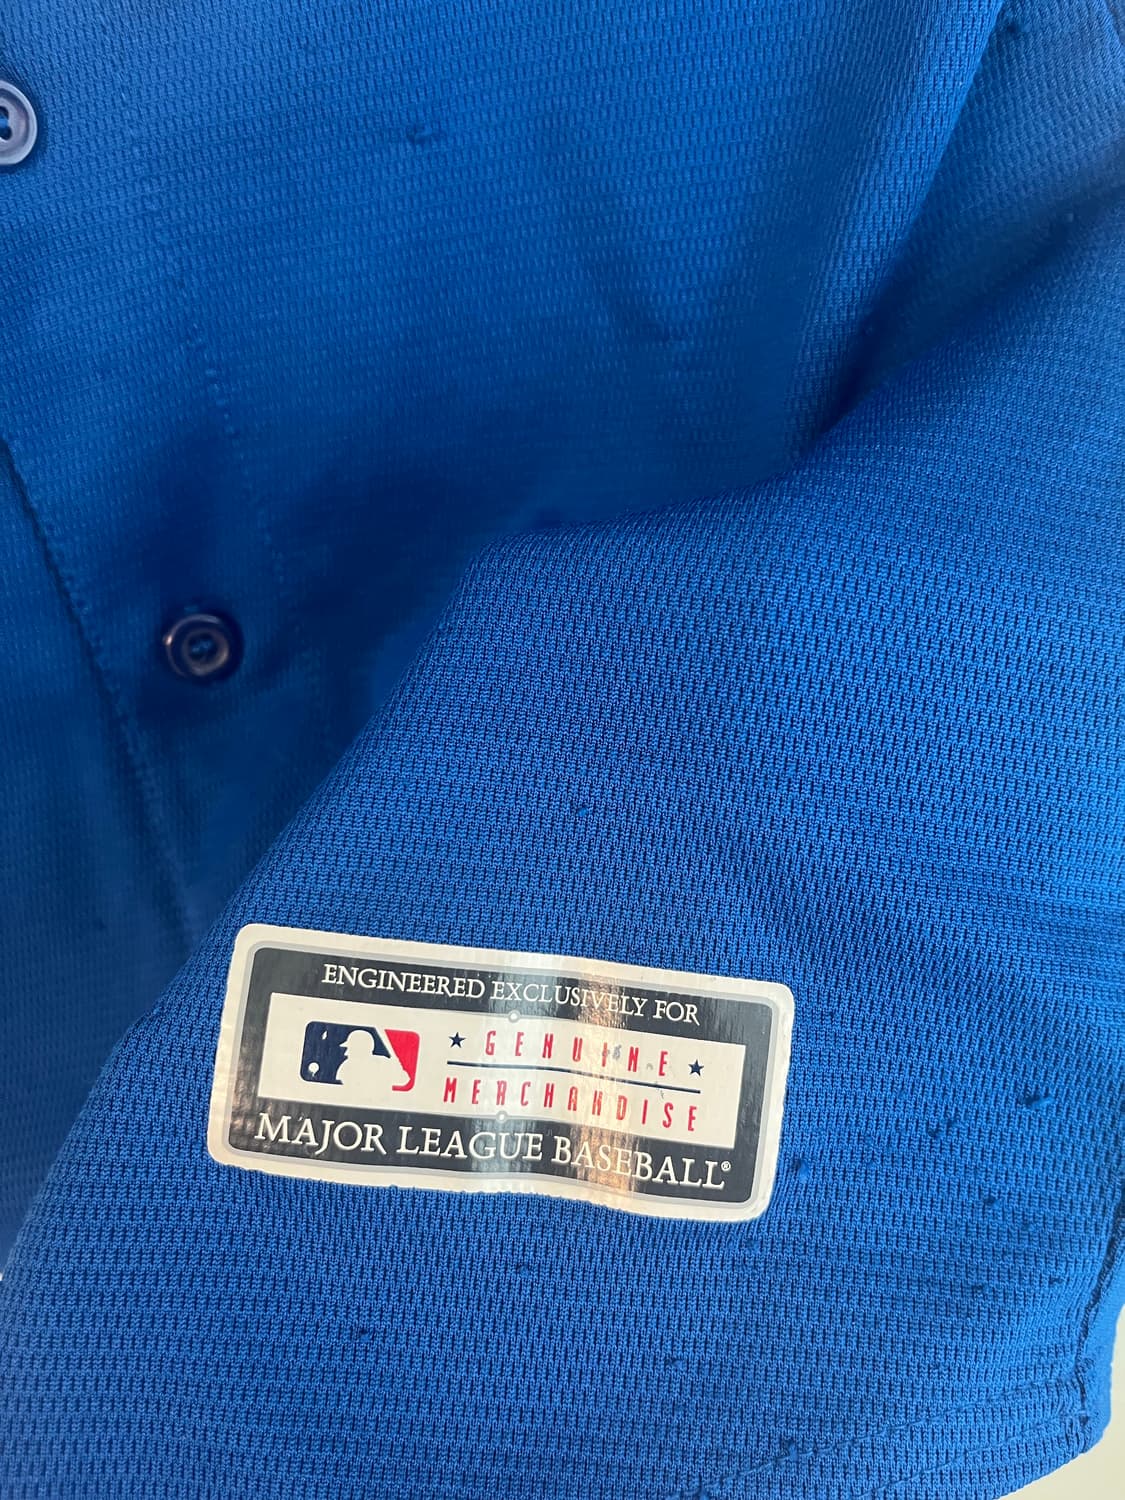 ENGINEERED EXCLUSIVELY FOR
GENUINE
MERCHANDISE
MAJOR LEAGUE BASEBALL®